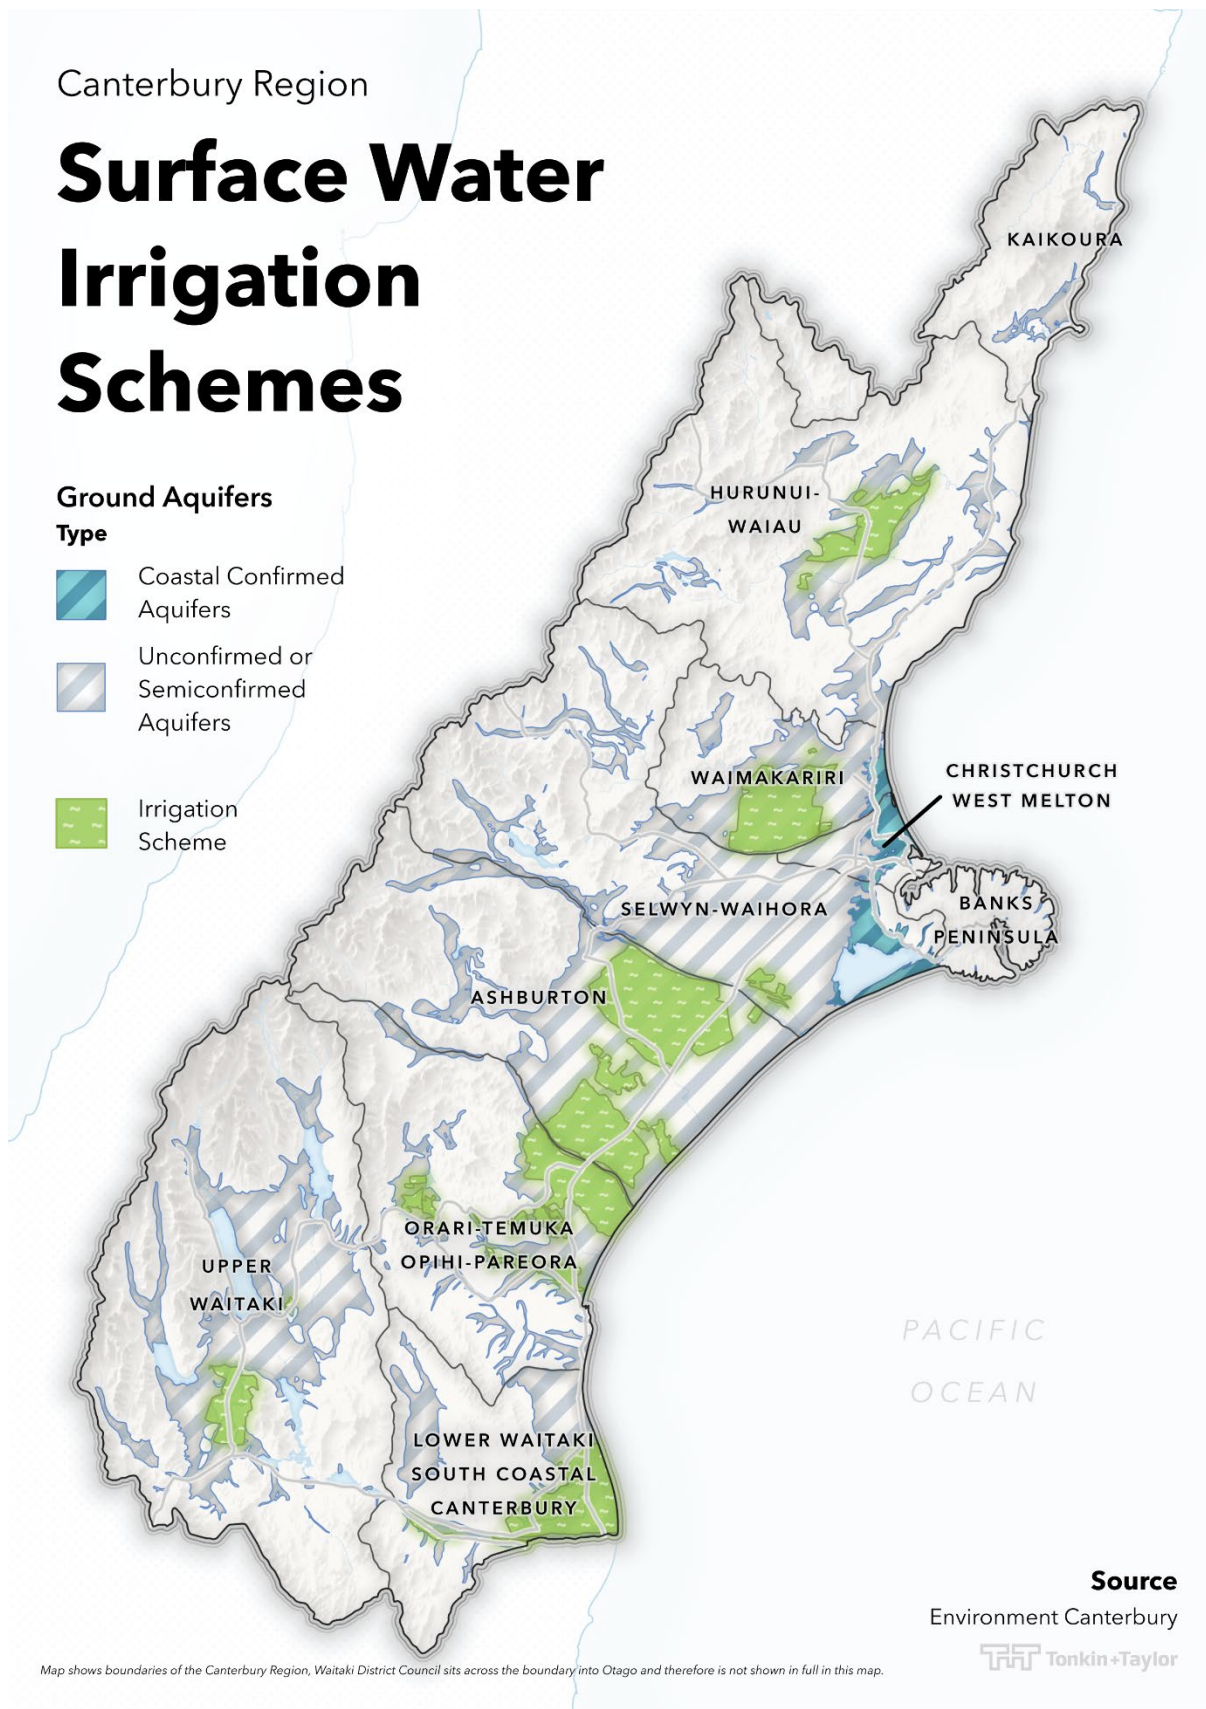 Canterbury Region
Surface Water
Irrigation
Schemes
Ground Aquifers
Type
Coastal Confirmed
Aquifers
Unconfirmed or
Semiconfirmed
Aquifers
Irrigation
Scheme
KAIKOURA
HURUNUI-
WAIAU
WAIMAKARIRI
CHRISTCHURCH
WEST MELTON
SELWYN-WAIHORA
BANKS
PENINSULA
ASHBURTON
ORARI-TEMUKA
OPIHI-PAREORA
UPPER
WAITAKI
LOWER WAITAKI
SOUTH COASTAL
CANTERBURY
PACIFIC
OCEAN
Source
Environment Canterbury
Tonkin+Taylor
Map shows boundaries of the Canterbury Region, Waitaki District Council sits across the boundary into Otago and therefore is not shown in full in this map.